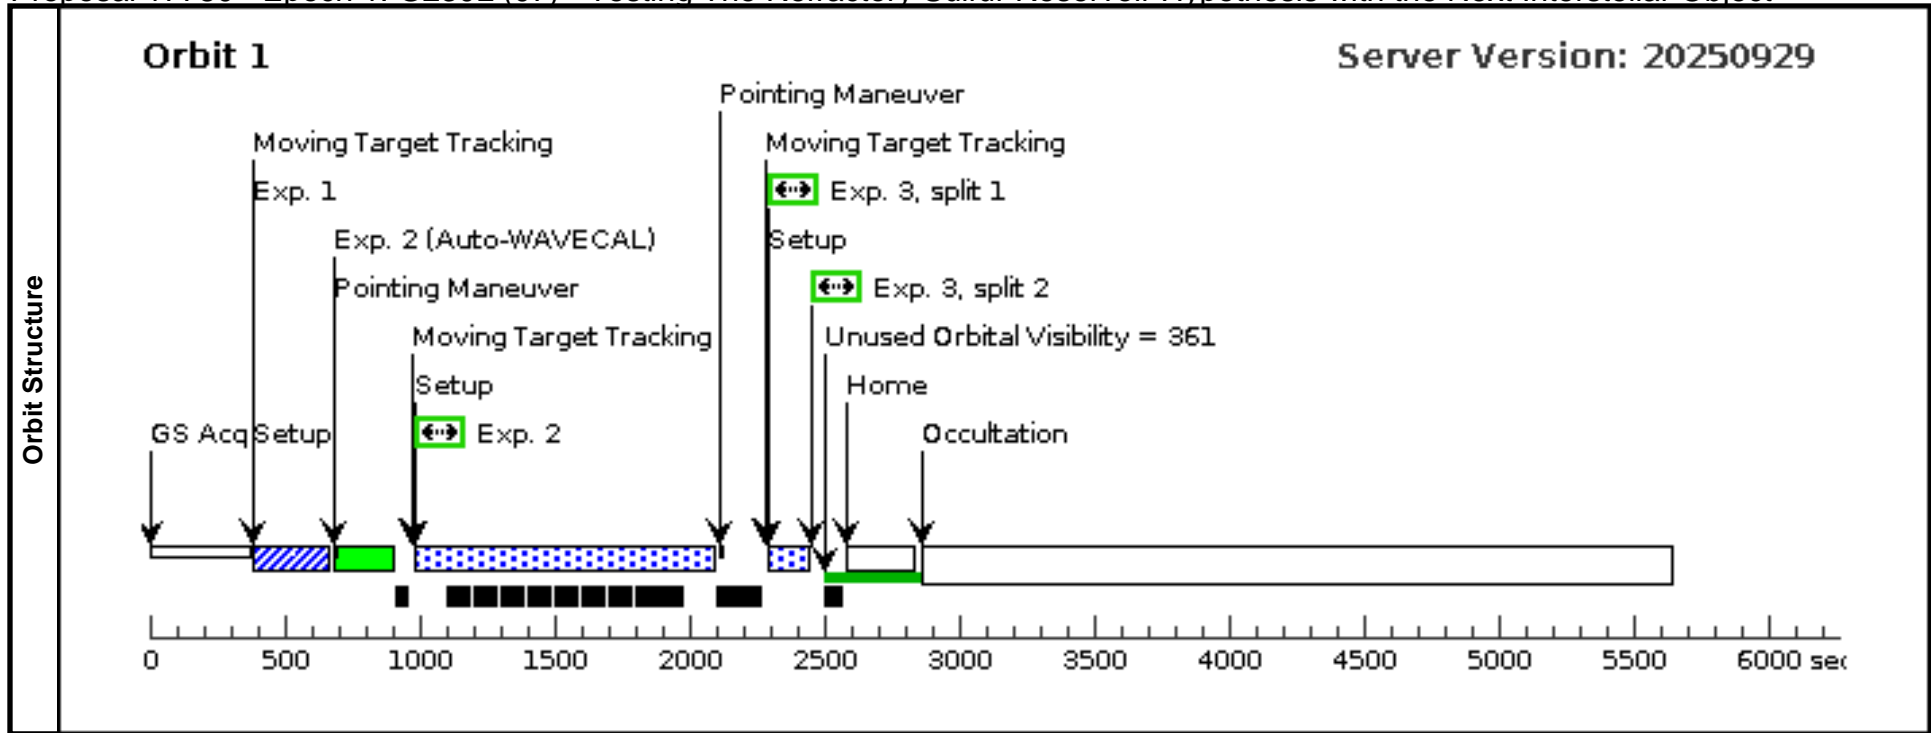 Orbit 1
Server Version: 20250929
Pointing Maneuver
Moving Target Tracking
Moving Target Tracking
Exp. 1
Exp. 3, split 1
Exp. 2 (Auto-WAVECAL)
Setup
Pointing Maneuver
Exp. 3, split 2
Moving Target Tracking
Unused Orbital Visibility = 361
Setup
Home
GS Acq
Setup
Exp. 2
Occultation
Orbit Structure
0 500 1000 1500 2000 2500 3000 3500 4000 4500 5000 5500 6000 sec